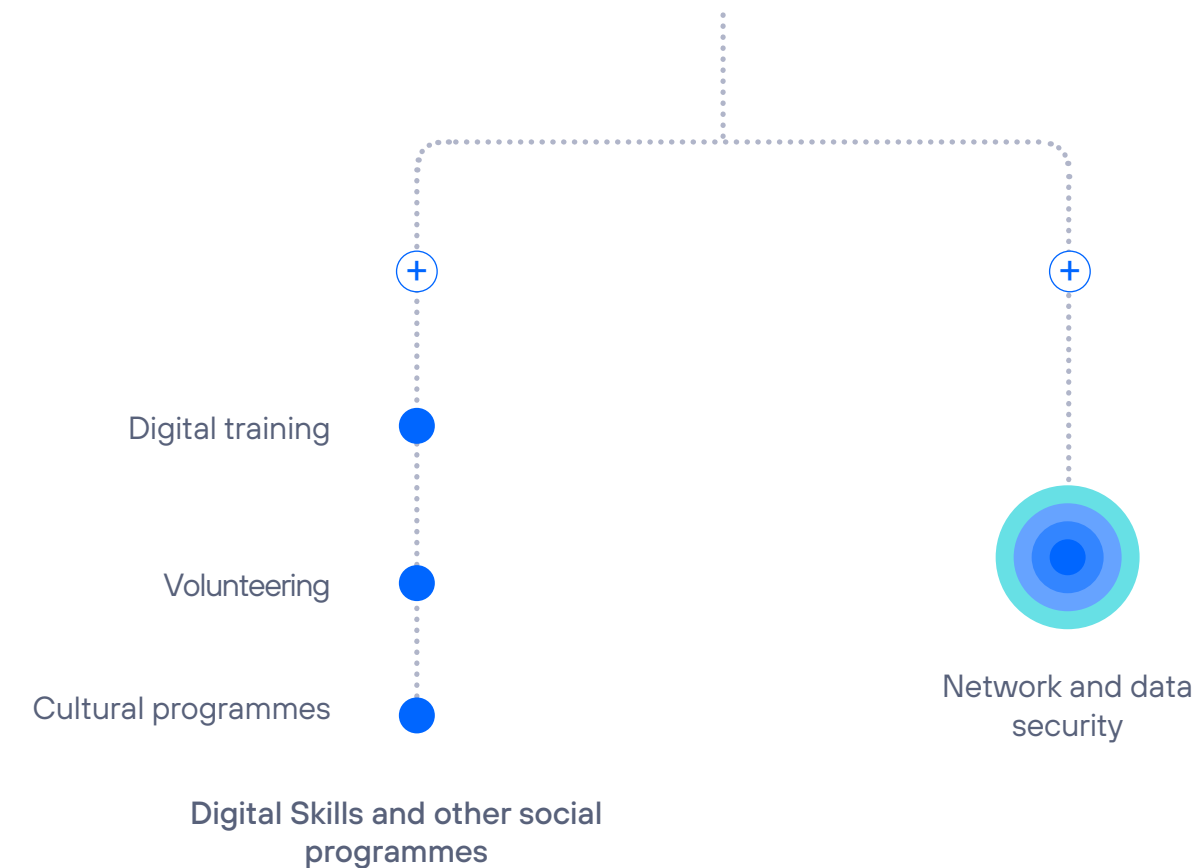 +
+
Digital training
Volunteering
Cultural programmes
Network and data
security
Digital Skills and other social
programmes